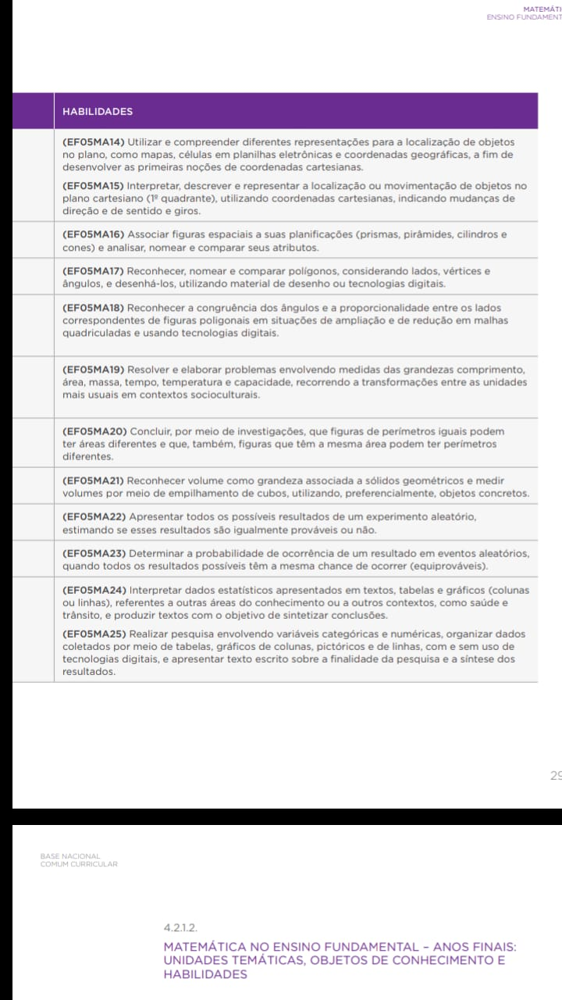 MATEMÁTI
ENSINO FUNDAMENT
HABILIDADES
(EF05MA14) Utilizar e compreender diferentes representações para a localização de objetos
no plano, como mapas, células em planilhas eletrônicas e coordenadas geográficas, a fim de
desenvolver as primeiras noções de coordenadas cartesianas.
(EF05MA15) Interpretar, descrever e representar a localização ou movimentação de objetos no
plano cartesiano (1º quadrante), utilizando coordenadas cartesianas, indicando mudanças de
direção e de sentido e giros.
(EF05MA16) Associar figuras espaciais a suas planificações (prismas, pirâmides, cilindros e
cones) e analisar, nomear e comparar seus atributos.
(EF05MA17) Reconhecer, nomear e comparar polígonos, considerando lados, vértices e
ângulos, e desenhá-los, utilizando material de desenho ou tecnologias digitais.
(EF05MA18) Reconhecer a congruência dos ângulos e a proporcionalidade entre os lados
correspondentes de figuras poligonais em situações de ampliação e de redução em malhas
quadriculadas e usando tecnologias digitais.
(EF05MA19) Resolver e elaborar problemas envolvendo medidas das grandezas comprimento,
área, massa, tempo, temperatura e capacidade, recorrendo a transformações entre as unidades
mais usuais em contextos socioculturais.
(EF05MA20) Concluir, por meio de investigações, que figuras de perímetros iguais podem
ter áreas diferentes e que, também, figuras que têm a mesma área podem ter perímetros
diferentes.
(EF05MA21) Reconhecer volume como grandeza associada a sólidos geométricos e medir
volumes por meio de empilhamento de cubos, utilizando, preferencialmente, objetos concretos.
(EF05MA22) Apresentar todos os possíveis resultados de um experimento aleatório,
estimando se esses resultados são igualmente prováveis ou não.
(EF05MA23) Determinar a probabilidade de ocorrência de um resultado em eventos aleatórios,
quando todos os resultados possíveis têm a mesma chance de ocorrer (equiprováveis).
(EF05MA24) Interpretar dados estatísticos apresentados em textos, tabelas e gráficos (colunas
ou linhas), referentes a outras áreas do conhecimento ou a outros contextos, como saúde e
trânsito, e produzir textos com o objetivo de sintetizar conclusões.
(EF05MA25) Realizar pesquisa envolvendo variáveis categóricas e numéricas, organizar dados
coletados por meio de tabelas, gráficos de colunas, pictóricos e de linhas, com e sem uso de
tecnologias digitais, e apresentar texto escrito sobre a finalidade da pesquisa e a síntese dos
resultados.
29
BASE NACIONAL
COMUM CURRICULAR
4.2.1.2.
MATEMÁTICA NO ENSINO FUNDAMENTAL – ANOS FINAIS:
UNIDADES TEMÁTICAS, OBJETOS DE CONHECIMENTO E
HABILIDADES